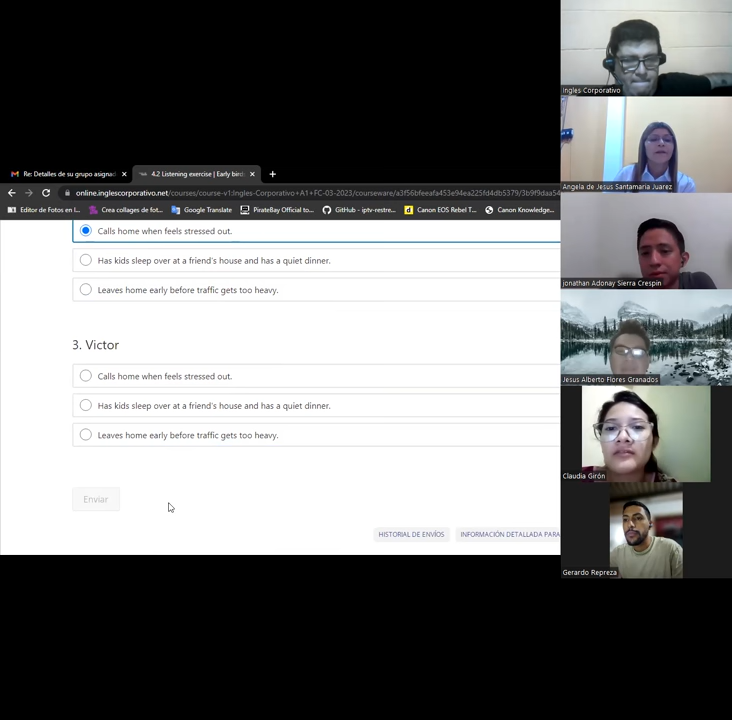 Ingles Corporativo
Re: Detalles de su grupo asignad
4.2 Listening exercise | Early bird
Angela de Jesus Santamaria Juarez
online.inglescorporativo.net/courses/course-v1:Ingles-Corporativo+A1+FC-03-2023/courseware/a3f56bfeeafa453e94ea225fd4db5379/3b9f9daa54
Editor de Fotos en l...
Crea collages de fot...
Google Translate
PirateBay Official to...
GitHub - iptv-restre...
Canon EOS Rebel T...
Canon Knowledge...
Calls home when feels stressed out.
Has kids sleep over at a friend's house and has a quiet dinner.
Leaves home early before traffic gets too heavy.
jonathan Adonay Sierra Crespin
3. Victor
Calls home when feels stressed out.
Jesus Alberto Flores Granados
Has kids sleep over at a friend's house and has a quiet dinner.
Leaves home early before traffic gets too heavy.
Claudia Girón
Enviar
HISTORIAL DE ENVÍOS
INFORMACIÓN DETALLADA PARA
Gerardo Repreza